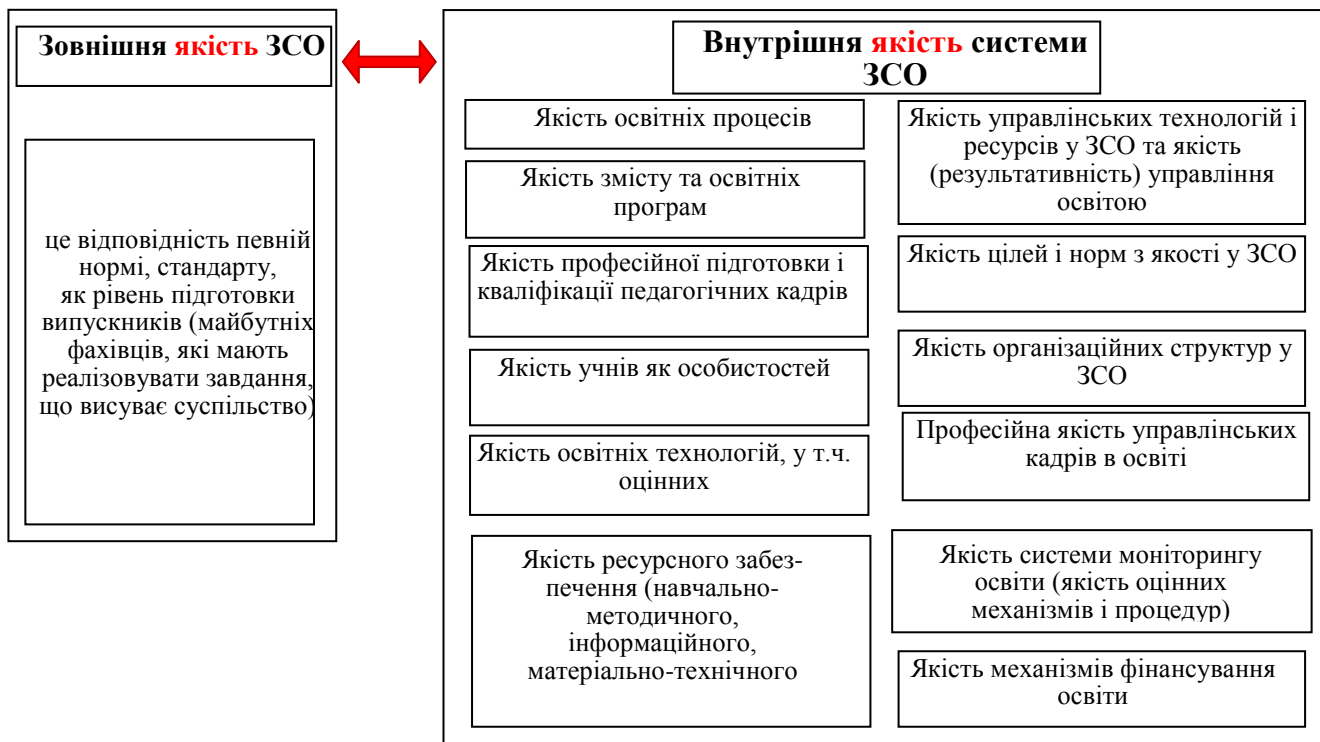 Зовнішня якість ЗСО
це відповідність певній
нормі, стандарту,
як рівень підготовки
випускників (майбутніх
фахівців, які мають
реалізовувати завдання,
що висуває суспільство)
Внутрішня якість системи
ЗСО
Якість освітніх процесів
Якість змісту та освітніх
програм
Якість професійної підготовки і
кваліфікації педагогічних кадрів
Якість учнів як особистостей
Якість освітніх технологій, у т.ч.
оцінних
Якість ресурсного забез-
печення (навчально-
методичного,
інформаційного,
матеріально-технічного
Якість управлінських технологій і
ресурсів у ЗСО та якість
(результативність) управління
освітою
Якість цілей і норм з якості у ЗСО
Якість організаційних структур у
ЗСО
Професійна якість управлінських
кадрів в освіті
Якість системи моніторингу
освіти (якість оцінних
механізмів і процедур)
Якість механізмів фінансування
освіти